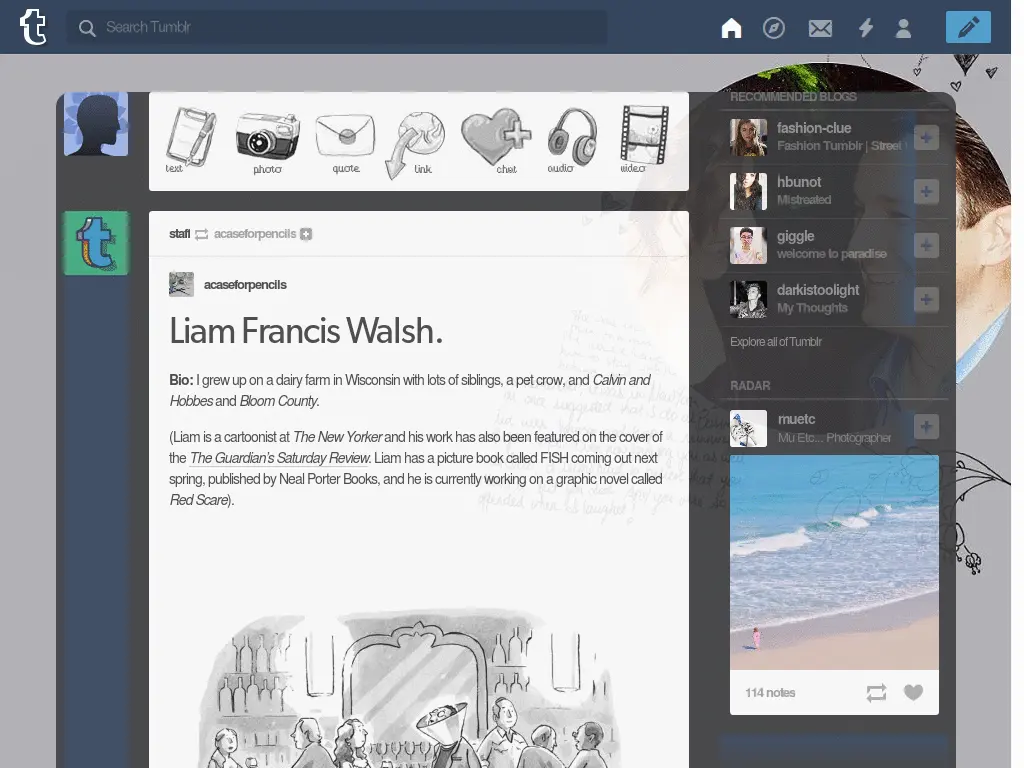 t
Search Tumblr
RECOMMENDED BLOGS
fashion-clue
Fashion Tumblr | Street
hbunot
Mistreated
giggle
welcome to paradise
darkistoolight
My Thoughts
Explore all of Tumblr
RADAR
muetc
Mu Etc... Photographer
114 notes
text
photo
quote
link
chat
audio
video
t
staff acaseforpencils
acaseforpencils
Liam Francis Walsh.
Bio: I grew up on a dairy farm in Wisconsin with lots of siblings, a pet crow, and Calvin and
Hobbes and Bloom County.
(Liam is a cartoonist at The New Yorker and his work has also been featured on the cover of
the The Guardian's Saturday Review. Liam has a picture book called FISH coming out next
spring, published by Neal Porter Books, and he is currently working on a graphic novel called
Red Scare).